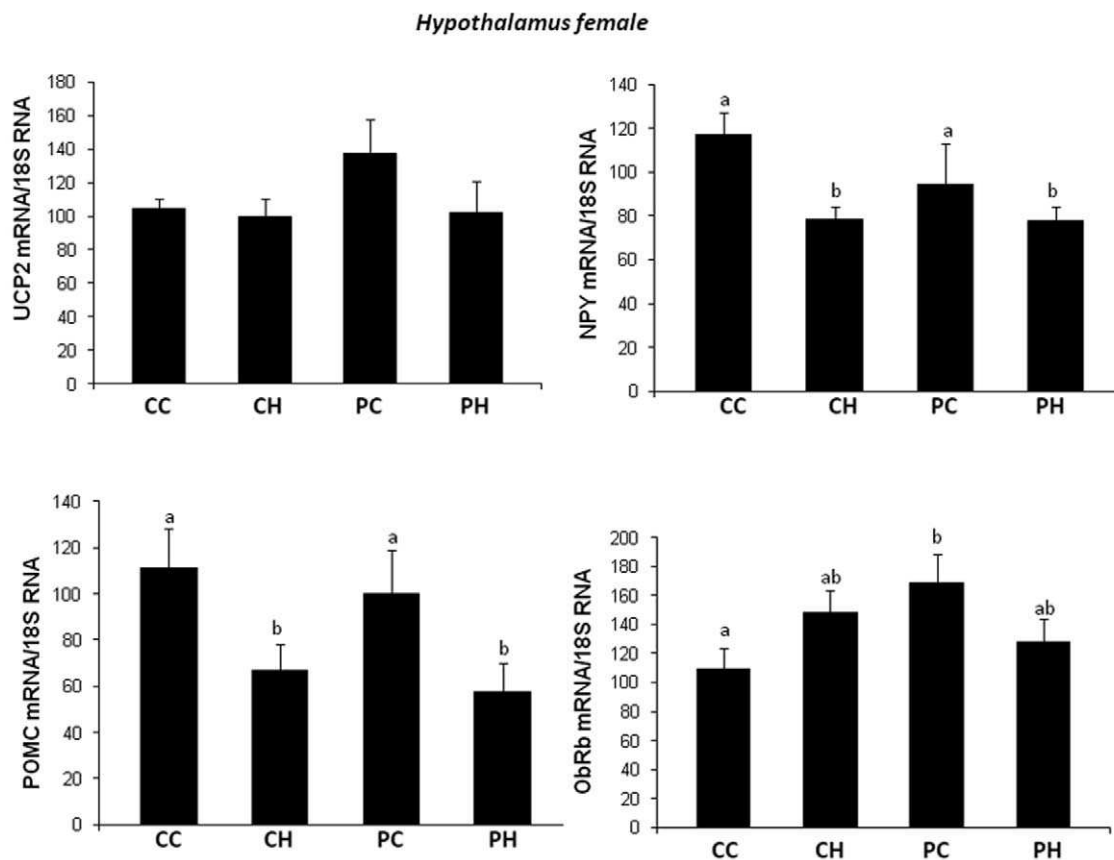 Hypothalamus female
UCP2 mRNA/18S RNA
180
160
140
120
100
80
60
40
20
0
CC CH PC PH
NPY mRNA/18S RNA
140
120
100
80
60
40
20
0
a
b
a
b
CC CH PC PH
POMC mRNA/18S RNA
140
120
100
80
60
40
20
0
a
b
a
b
CC CH PC PH
ObRb mRNA/18S RNA
200
180
160
140
120
100
80
60
40
20
0
a
ab
b
ab
CC CH PC PH